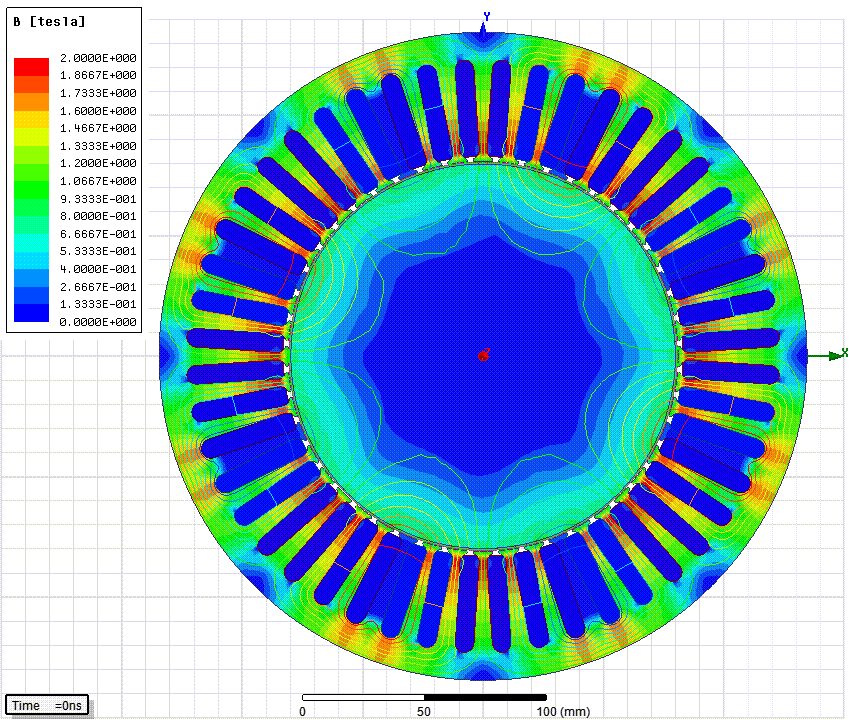 B [tesla]
2.0000E+000
1.8667E+000
1.7333E+000
1.6000E+000
1.4667E+000
1.3333E+000
1.2000E+000
1.0667E+000
9.3333E-001
8.0000E-001
6.6667E-001
5.3333E-001
4.0000E-001
2.6667E-001
1.3333E-001
0.0000E+000
Y
X
Time =0ns
0 50 100 (mm)